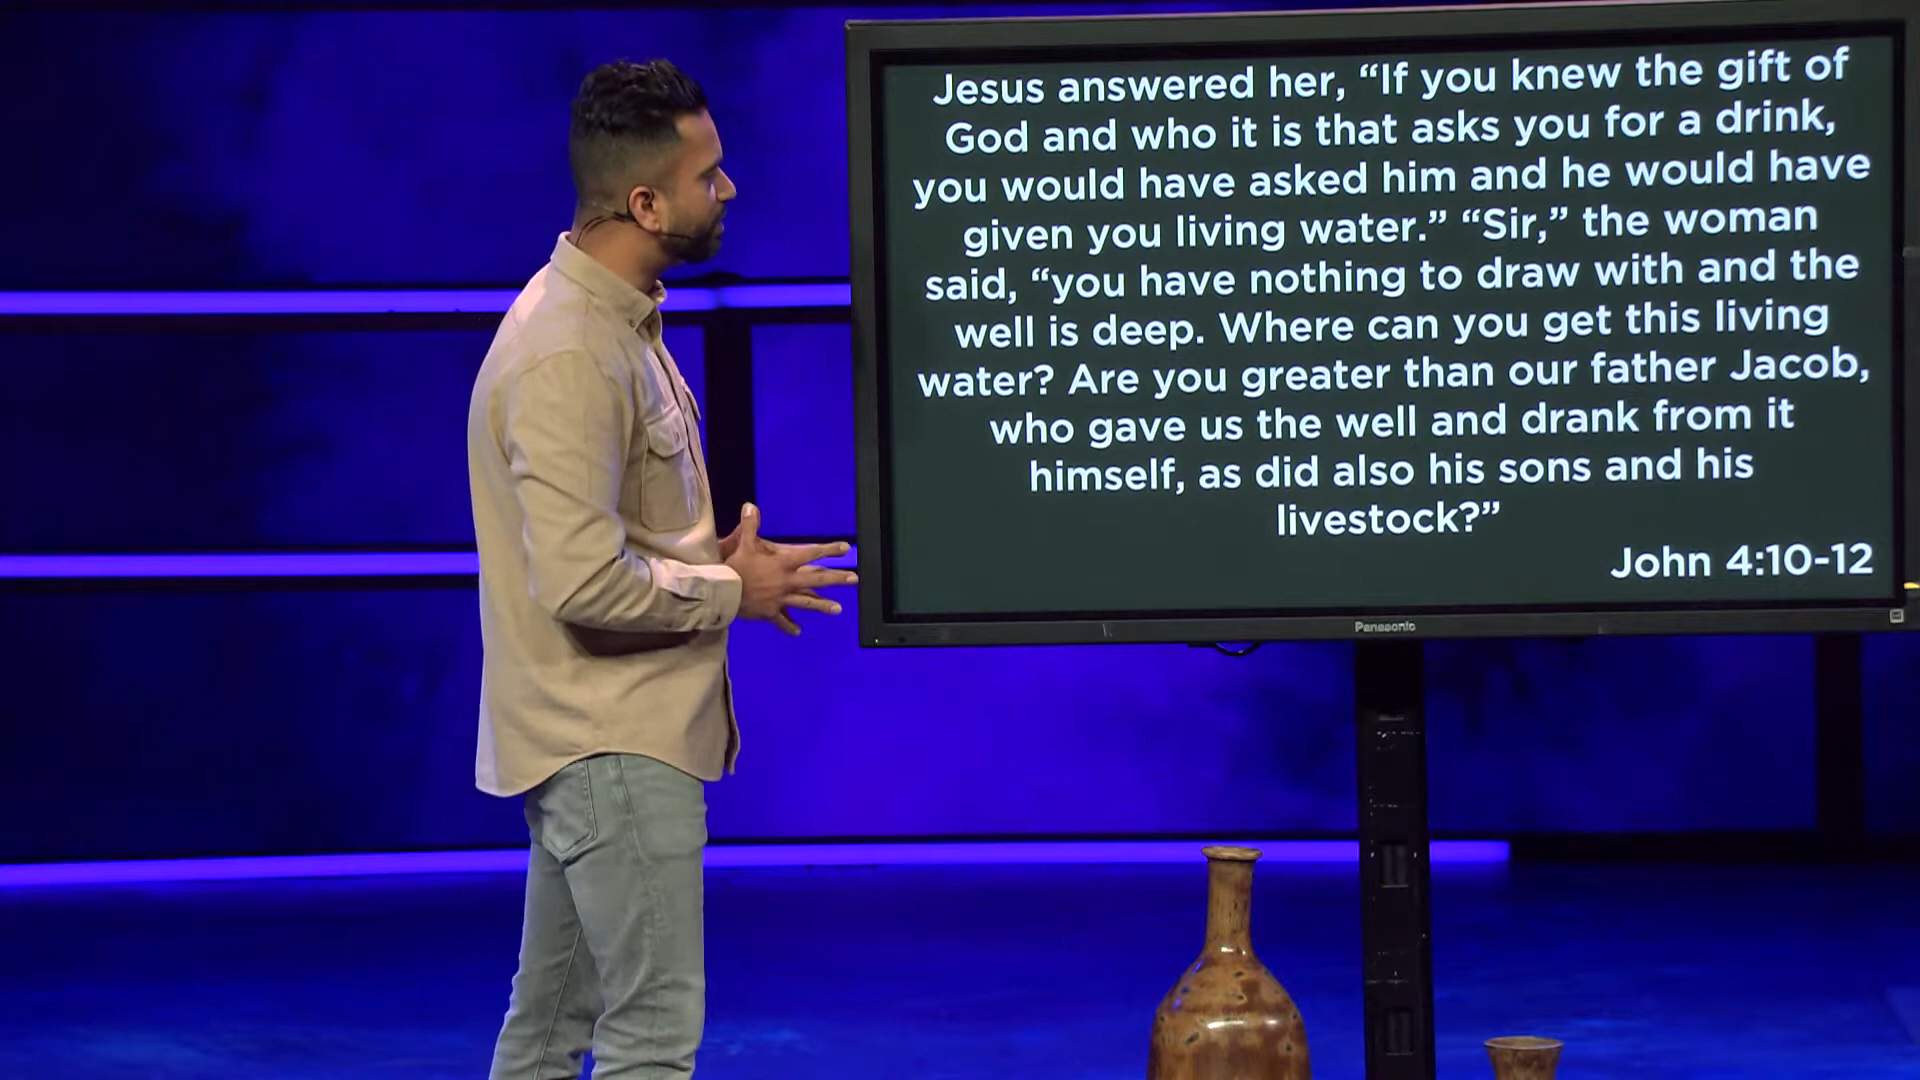 Jesus answered her, “If you knew the gift of
God and who it is that asks you for a drink,
you would have asked him and he would have
given you living water.” “Sir,” the woman
said, “you have nothing to draw with and the
well is deep. Where can you get this living
water? Are you greater than our father Jacob,
who gave us the well and drank from it
himself, as did also his sons and his
livestock?”
John 4:10-12
Panasonic